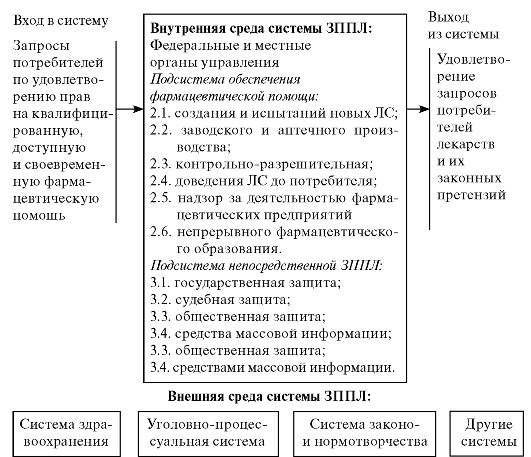 Вход в систему
Запросы
потребителей
по удовлетво-
рению прав
на квалифици-
рованную,
доступную
и своевремен-
ную фарма-
цевтическую
помощь
Внутренняя среда системы ЗППЛ:
Федеральные и местные
органы управления
Подсистема обеспечения
фармацевтической помощи:
2.1. создания и испытаний новых ЛС;
2.2. заводского и аптечного произ-
водства;
2.3. контрольно-разрешительная;
2.4. доведения ЛС до потребителя;
2.5. надзор за деятельностью фарма-
цевтических предприятий
2.6. непрерывного фармацевтическо-
го образования.
Подсистема непосредственной ЗППЛ:
3.1. государственная защита;
3.2. судебная защита;
3.3. общественная защита;
3.4. средства массовой информации;
3.3. общественная защита;
3.4. средствами массовой информации.
Выход
из системы
Удовлетво-
рение
запросов
потреби-
телей
лекарств
и их
законных
претензий
Внешняя среда системы ЗППЛ:
Система здра-
воохранения
Уголовно-процес-
суальная система
Система законо-
и нормотворчества
Другие
системы